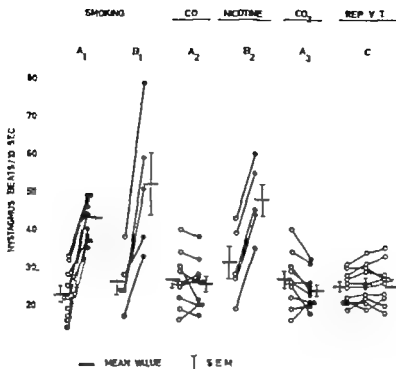 SMOKING CO NICOTINE CO₂ REP. V. T.
A₁ B₁ A₂ B₂ A₃ C
NYSTAGMUS BEATS/10 SEC
80
70
60
50
40
30
20
MEAN VALUE S E M